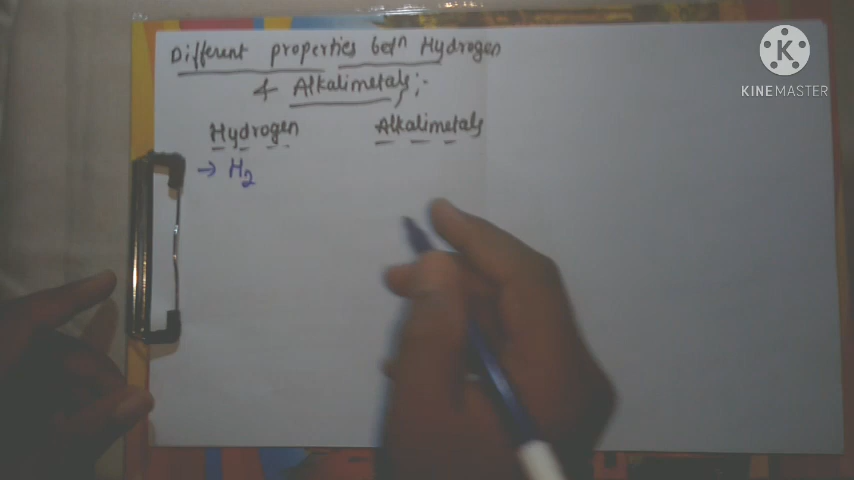 Different properties betn Hydrogen
& Alkalimetals:-
Hydrogen Alkalimetals
→ H2
K
KINEMASTER